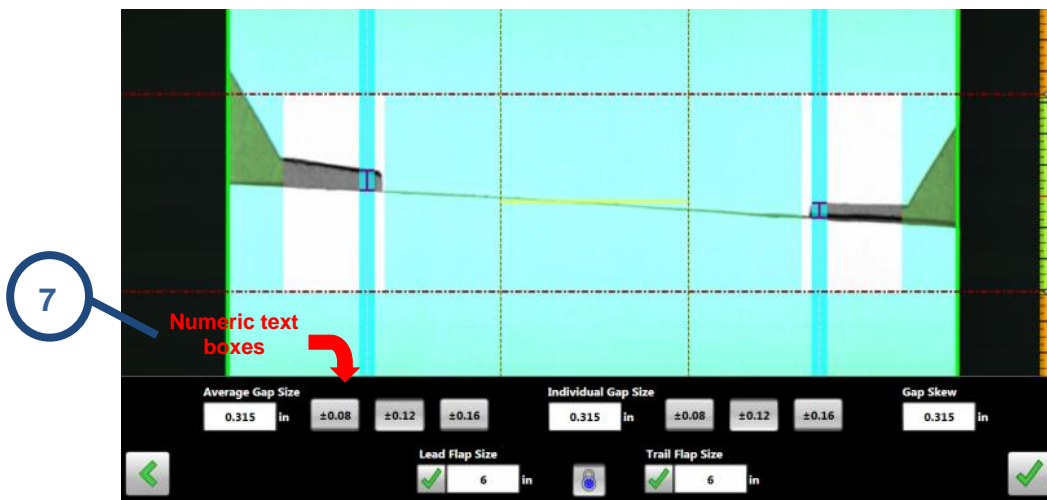 7
Numeric text
boxes
Average Gap Size
0.315 in ±0.08 ±0.12 ±0.16
Individual Gap Size
0.315 in ±0.08 ±0.12 ±0.16
Gap Skew
0.315 in
Lead Flap Size
6 in
Trail Flap Size
6 in